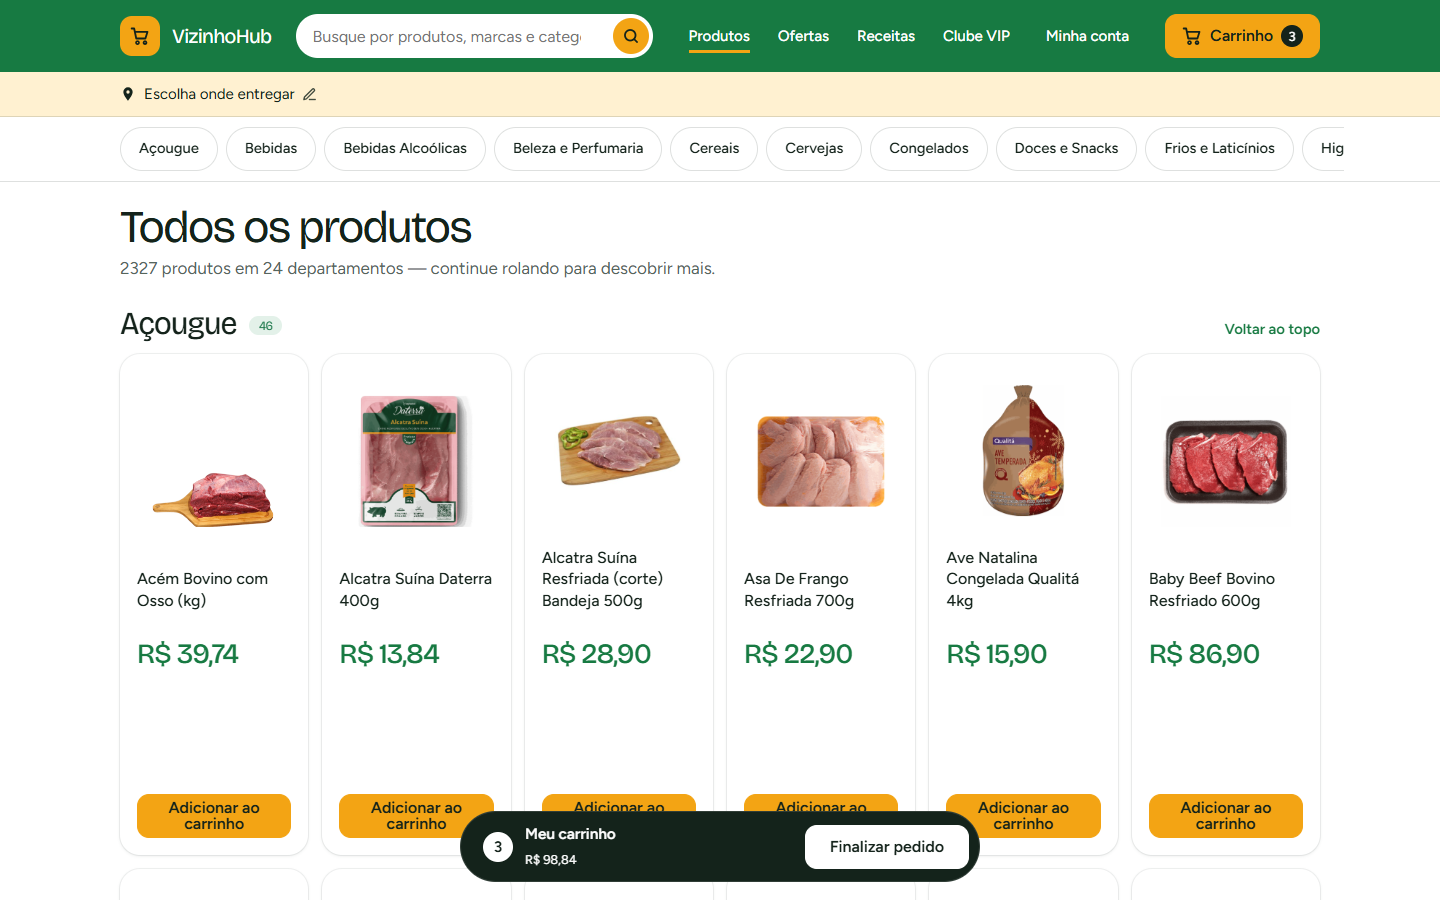 VizinhoHub
Busque por produtos, marcas e categ
Produtos
Ofertas
Receitas
Clube VIP
Minha conta
Carrinho 3
Escolha onde entregar
Açougue
Bebidas
Bebidas Alcoólicas
Beleza e Perfumaria
Cereais
Cervejas
Congelados
Doces e Snacks
Frios e Laticínios
Hig
Todos os produtos
2327 produtos em 24 departamentos — continue rolando para descobrir mais.
Açougue 46
Voltar ao topo
Daterra
Alcatra Suína
Qualitá
AVE
TEMPERADA
Acém Bovino com
Osso (kg)
R$ 39,74
Adicionar ao
carrinho
Alcatra Suína Daterra
400g
R$ 13,84
Adicionar ao
carrinho
Alcatra Suína
Resfriada (corte)
Bandeja 500g
R$ 28,90
Adicionar ao
Asa De Frango
Resfriada 700g
R$ 22,90
Adicionar ao
Ave Natalina
Congelada Qualitá
4kg
R$ 15,90
Adicionar ao
carrinho
Baby Beef Bovino
Resfriado 600g
R$ 86,90
Adicionar ao
carrinho
3
Meu carrinho
R$ 98,84
Finalizar pedido